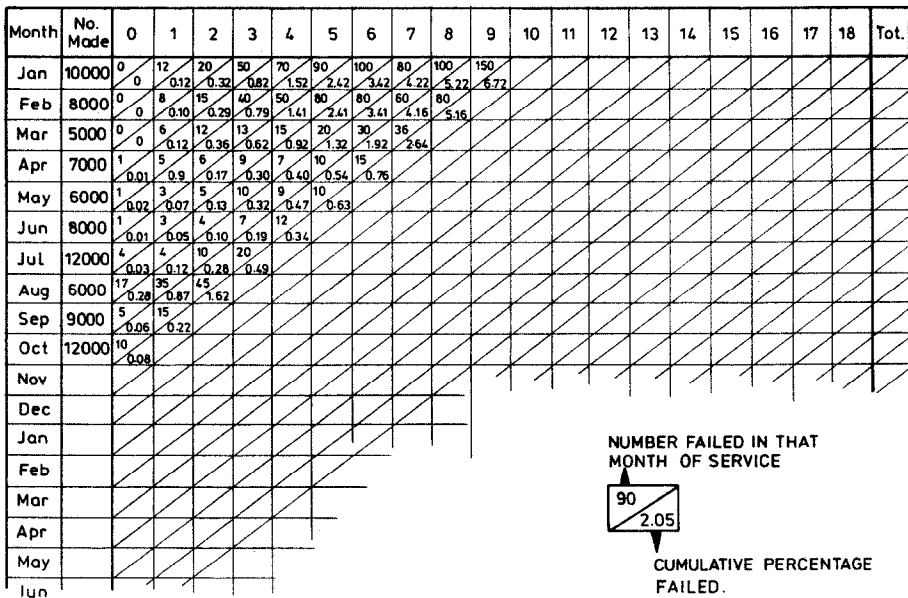 Month No. Made 0 1 2 3 4 5 6 7 8 9 10 11 12 13 14 15 16 17 18 Tot.
Jan 10000 0 0 12 0.12 20 0.32 50 0.82 70 1.52 90 2.42 100 3.42 80 4.22 100 5.22 150 6.72
Feb 8000 0 0 8 0.10 15 0.29 40 0.79 50 1.41 80 2.41 80 3.41 60 4.16 80 5.16
Mar 5000 0 0 6 0.12 12 0.36 13 0.62 15 0.92 20 1.32 30 1.92 36 2.64
Apr 7000 1 0.01 5 0.9 6 0.17 9 0.30 7 0.40 10 0.54 15 0.76
May 6000 1 0.02 3 0.07 5 0.13 10 0.32 9 0.47 10 0.63
Jun 8000 1 0.01 3 0.05 4 0.10 7 0.19 12 0.34
Jul 12000 4 0.03 4 0.12 10 0.28 20 0.49
Aug 6000 17 0.28 35 0.87 45 1.62
Sep 9000 5 0.06 15 0.22
Oct 12000 10 0.08
Nov
Dec
Jan
Feb
Mar
Apr
May
Jun
NUMBER FAILED IN THAT
MONTH OF SERVICE
90
2.05
CUMULATIVE PERCENTAGE
FAILED.